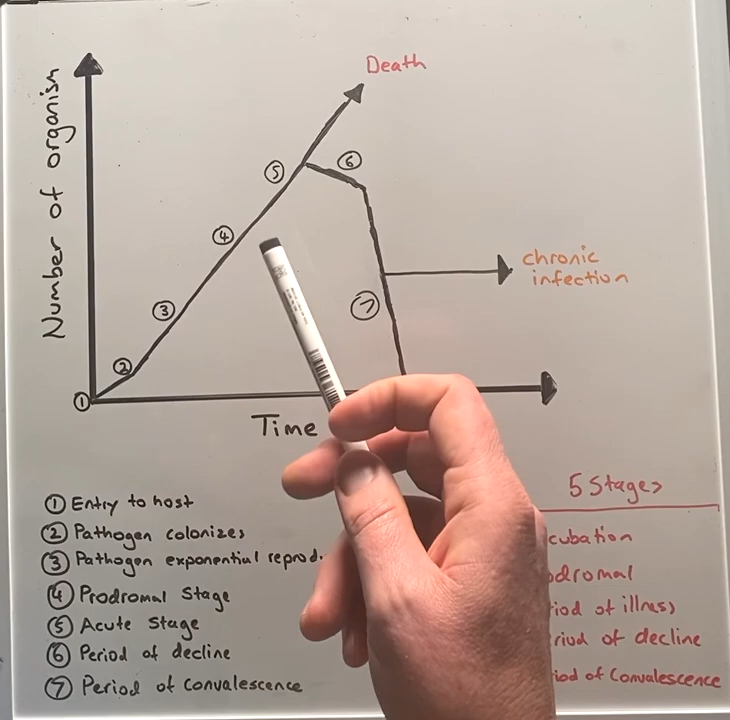 Death
Number of organism
⑤
⑥
④
chronic
infection
③
⑦
②
①
Time
① Entry to host
② Pathogen colonizes
③ Pathogen exponential reprod.
④ Prodromal Stage
⑤ Acute Stage
⑥ Period of decline
⑦ Period of Convalescence
5 Stages
cubation
odromal
iod of illness
riod of decline
iod of Convalescence